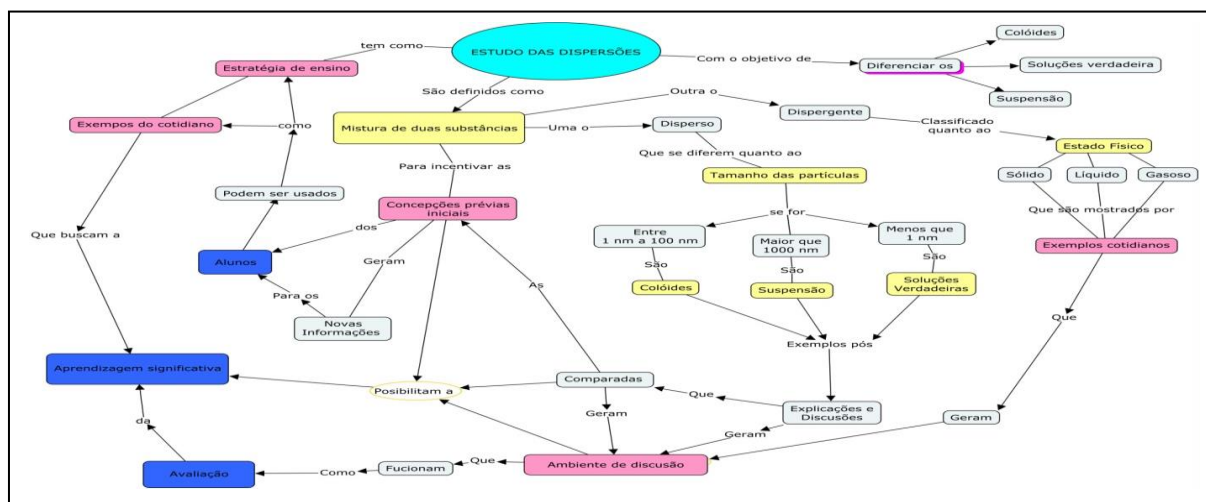 ESTUDO DAS DISPERSÕES
tem como
Estratégia de ensino
Exempos do cotidiano
como
Podem ser usados
Que buscam a
Alunos
Para os
Novas
Informações
dos
Geram
São definidos como
Mistura de duas substâncias
Para incentivar as
Concepções prévias
iniciais
Uma o
Disperso
Outra o
Dispergente
Com o objetivo de
Diferenciar os
Colóides
Soluções verdadeira
Suspensão
Classificado
quanto ao
Estado Físico
Sólido
Líquido
Gasoso
Que são mostrados por
Exemplos cotidianos
Que se diferem quanto ao
Tamanho das partículas
se for
Entre
1 nm a 100 nm
Maior que
1000 nm
Menos que
1 nm
São
São
São
Colóides
Suspensão
Soluções
Verdadeiras
Exemplos pós
As
Que
Aprendizagem significativa
Posibilitam a
Comparadas
Que
Explicações e
Discusões
Geram
Geram
Geram
da
Avaliação
Como
Fucionam
Que
Ambiente de discusão